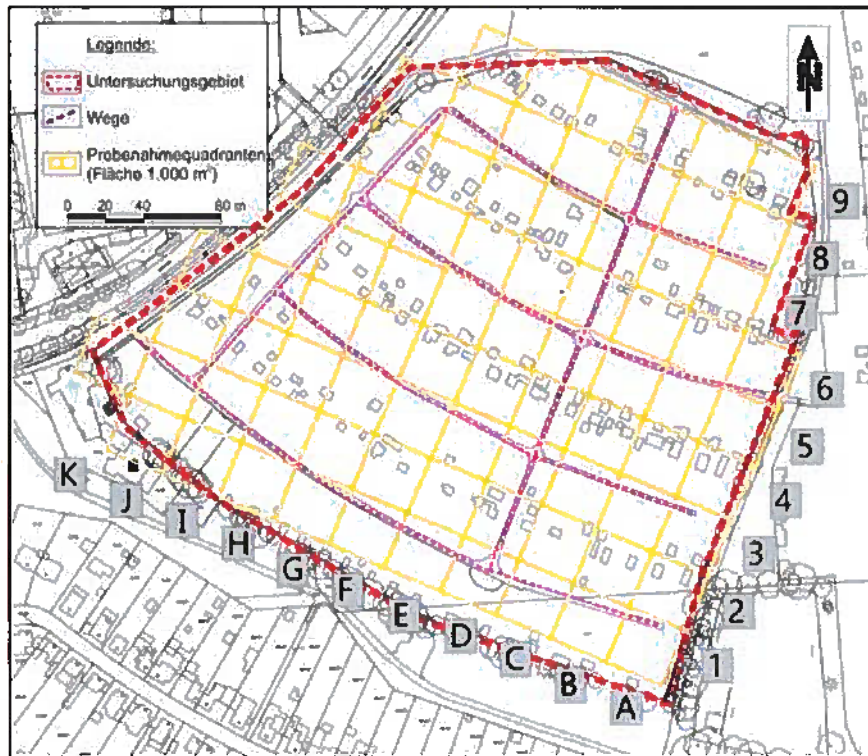 Legende:
Untersuchungsgebiet
Wege
Probenahmequadranten
(Fläche 1.000 m²)
0 20 40 80 m
N
9
8
7
6
5
4
3
2
1
K
J
I
H
G
F
E
D
C
B
A